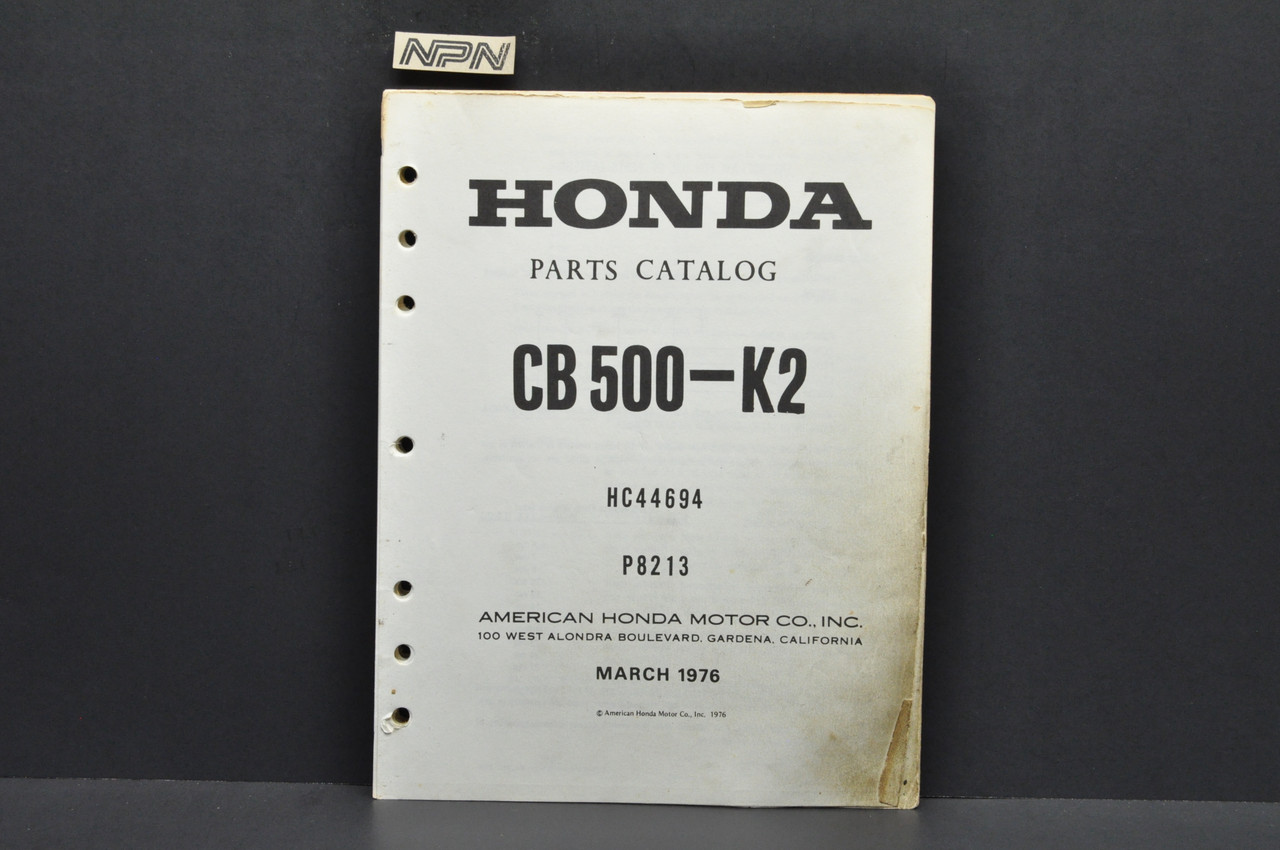 NPN
HONDA
PARTS CATALOG
CB 500-K2
HC44694
P8213
AMERICAN HONDA MOTOR CO., INC.
100 WEST ALONDRA BOULEVARD, GARDENA, CALIFORNIA
MARCH 1976
© American Honda Motor Co., Inc. 1976